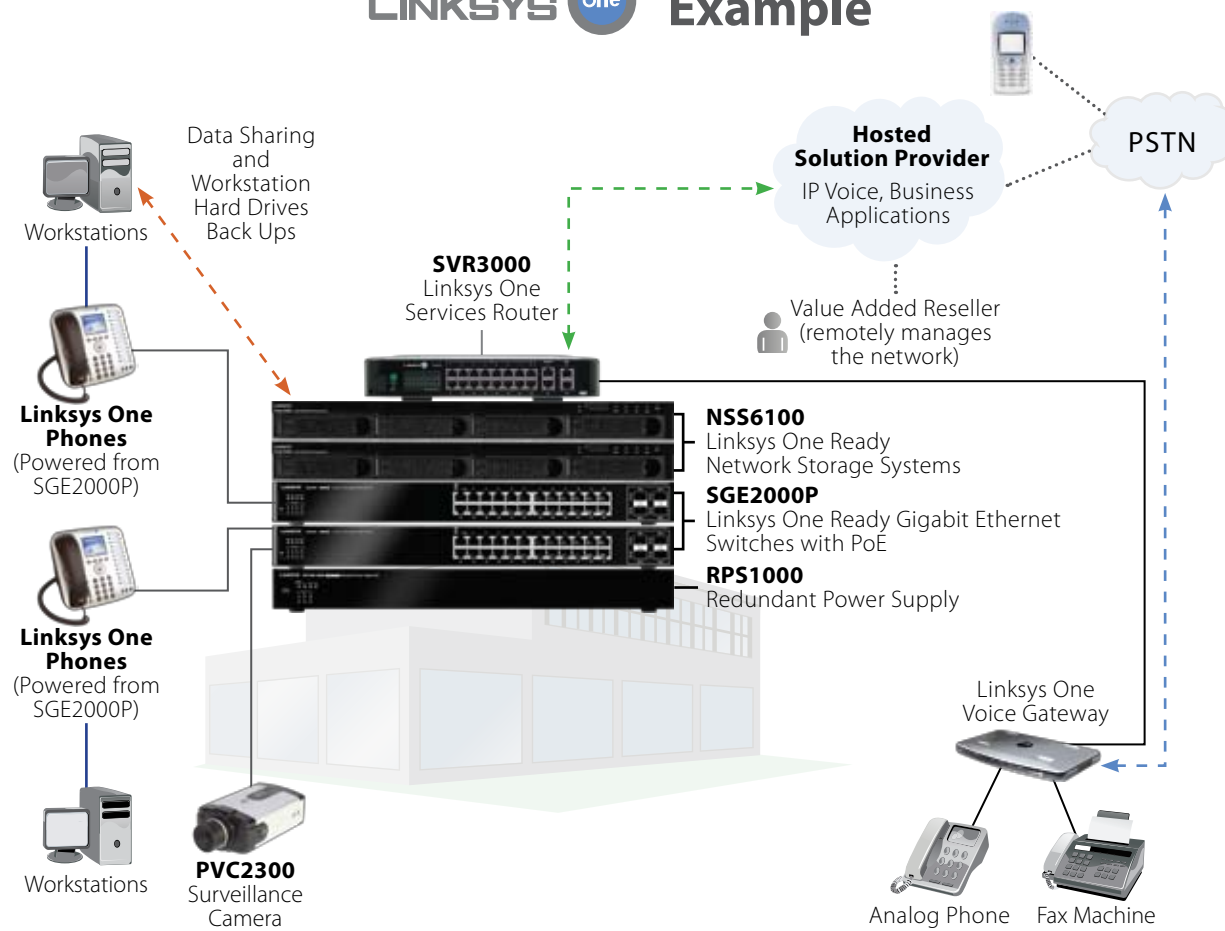 LINKSYS One Example
Data Sharing
and
Workstation
Hard Drives
Back Ups
Workstations
Linksys One
Phones
(Powered from
SGE2000P)
Linksys One
Phones
(Powered from
SGE2000P)
Workstations
PVC2300
Surveillance
Camera
SVR3000
Linksys One
Services Router
Hosted
Solution Provider
IP Voice, Business
Applications
PSTN
Value Added Reseller
(remotely manages
the network)
NSS6100
Linksys One Ready
Network Storage Systems
SGE2000P
Linksys One Ready Gigabit Ethernet
Switches with PoE
RPS1000
Redundant Power Supply
Linksys One
Voice Gateway
Analog Phone
Fax Machine